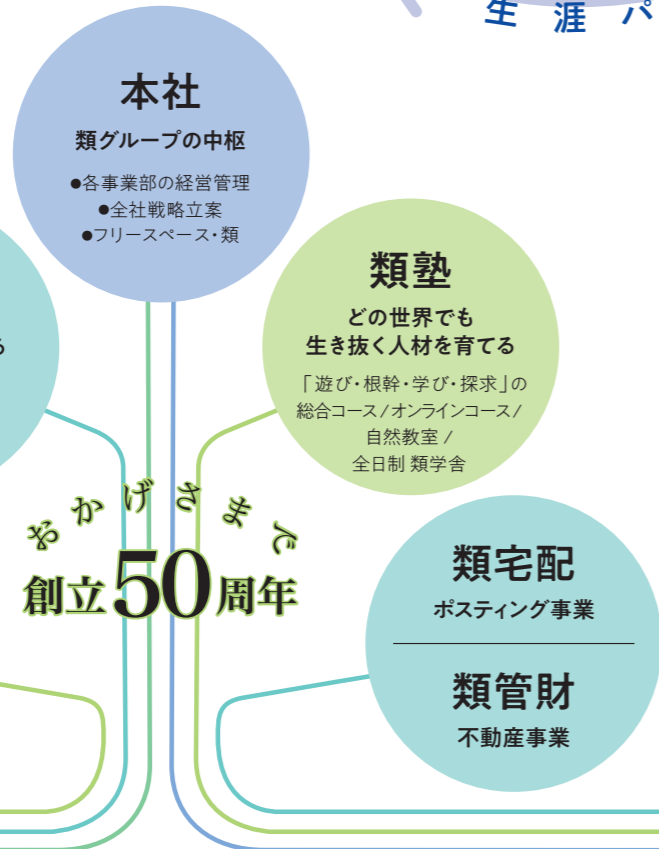 生涯パ
本社
類グループの中枢
●各事業部の経営管理
●全社戦略立案
●フリースペース・類
類塾
どの世界でも
生き抜く人材を育てる
「遊び・根幹・学び・探求」の
総合コース/オンラインコース/
自然教室 /
全日制 類学舎
おかげさまで
創立50周年
類宅配
ポスティング事業
類管財
不動産事業